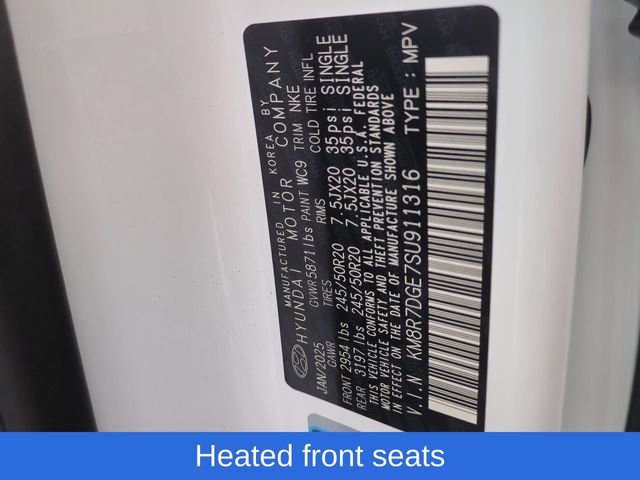 MANUFACTURED IN KOREA BY
HYUNDAI MOTOR COMPANY
JAN/2025 GVWR 5871 lbs PAINT WC9 TRIM NKE
GAWR TIRES RIMS COLD TIRE INFL
FRONT 2954 lbs 245/50R20 7.5JX20 35psi SINGLE
REAR 3197 lbs 245/50R20 7.5JX20 35psi SINGLE
THIS VEHICLE CONFORMS TO ALL APPLICABLE U.S.A. FEDERAL
MOTOR VEHICLE SAFETY AND THEFT PREVENTION STANDARDS
IN EFFECT ON THE DATE OF MANUFACTURE SHOWN ABOVE
V.I.N KM8R7DGE7SU911316 TYPE : MPV
Heated front seats